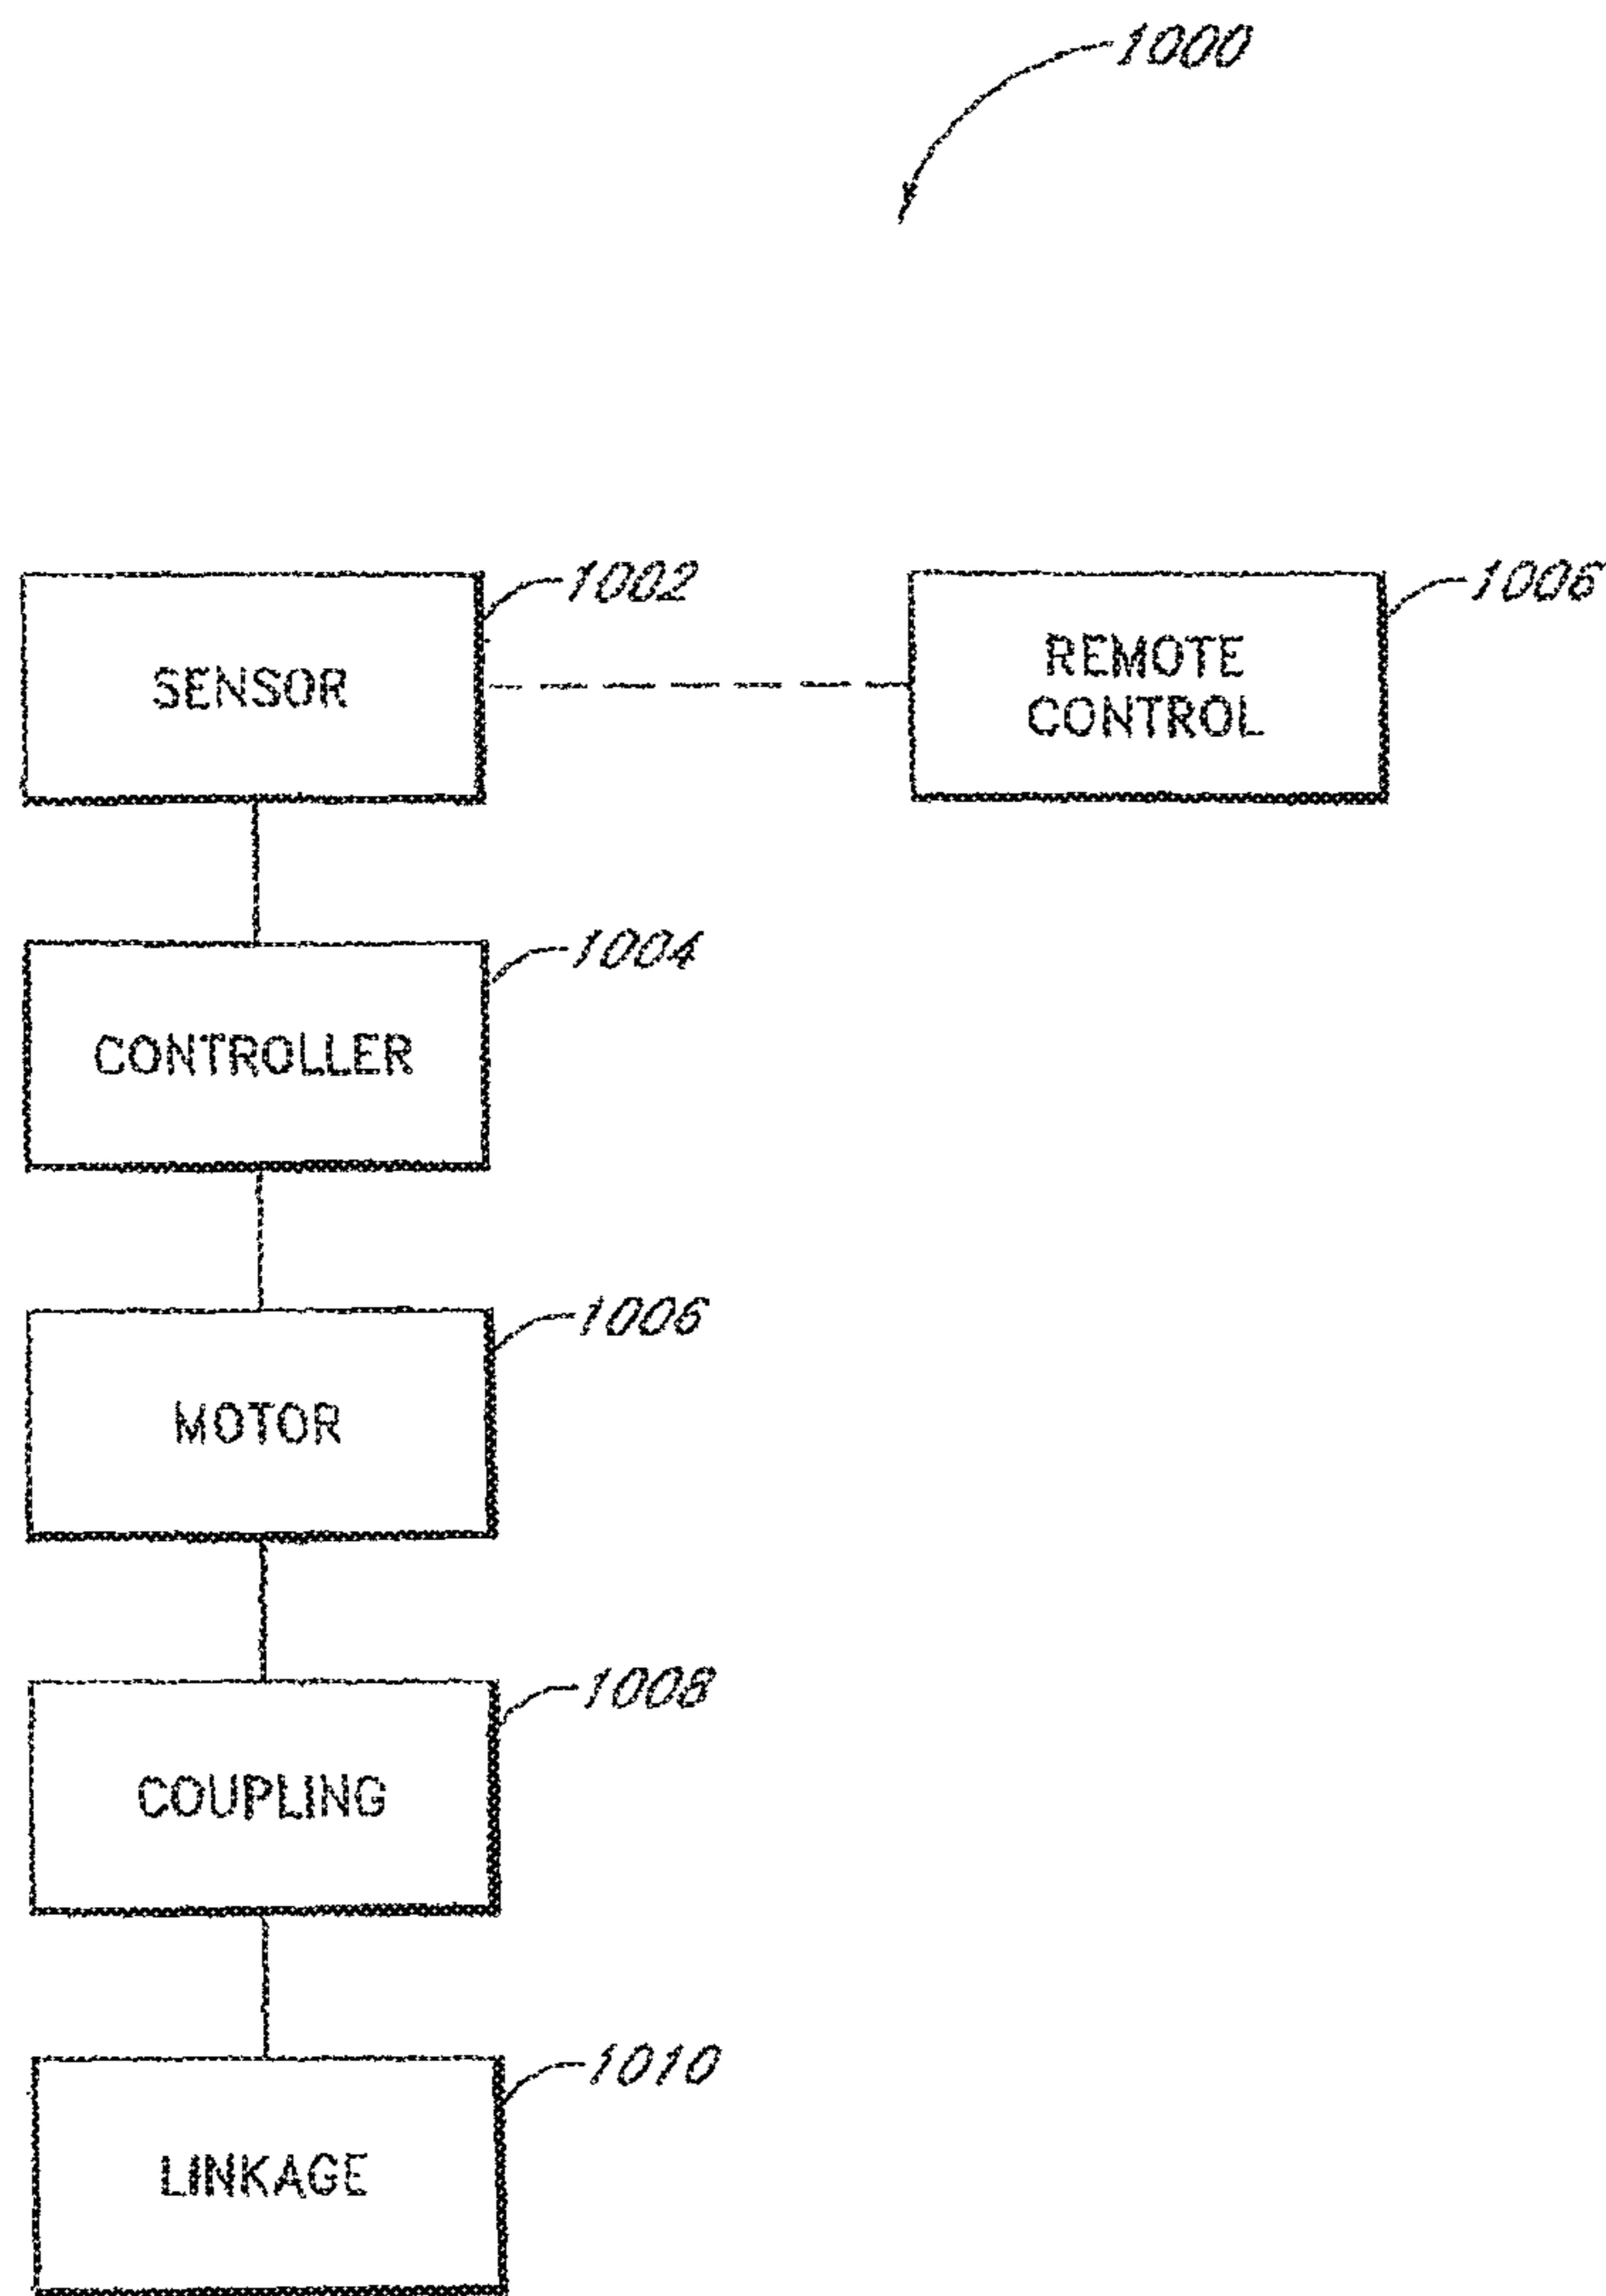 1000
1002
SENSOR
1006
REMOTE
CONTROL
1004
CONTROLLER
1006
MOTOR
1008
COUPLING
1010
LINKAGE